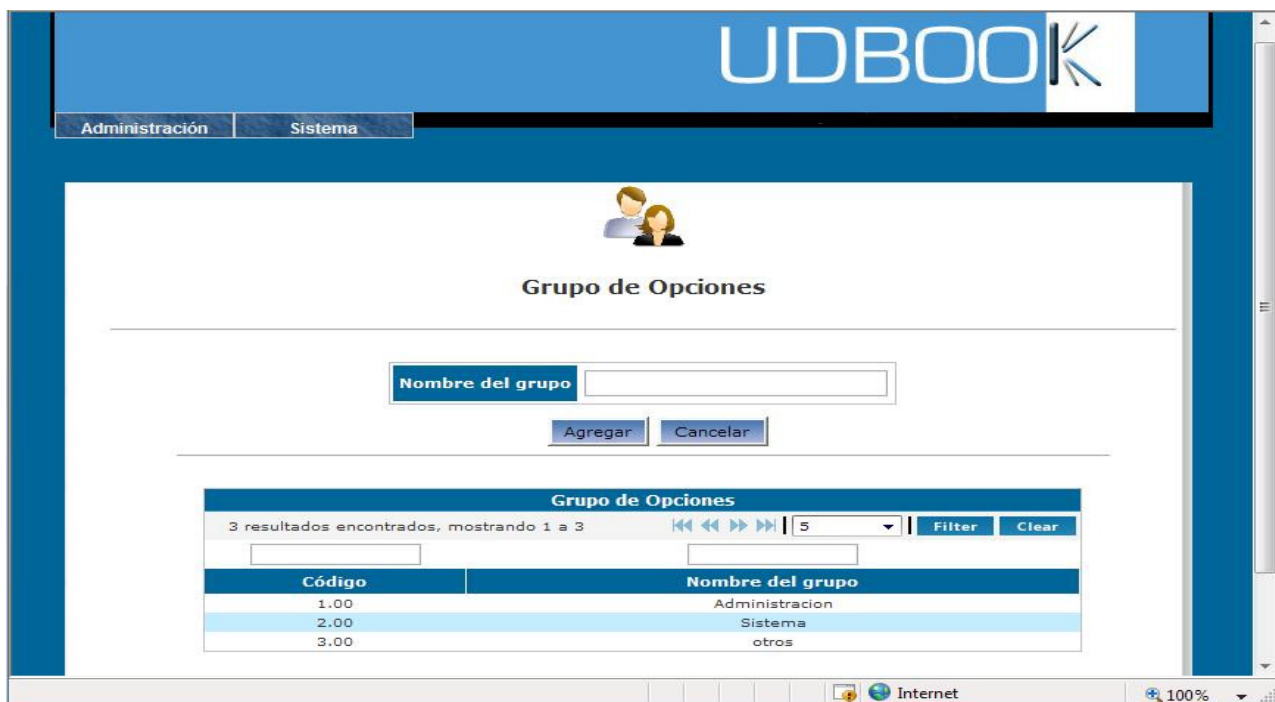 UDBOOK
Administración Sistema
Grupo de Opciones
Nombre del grupo
Agregar Cancelar
Grupo de Opciones
3 resultados encontrados, mostrando 1 a 3 5 Filter Clear
Código Nombre del grupo
1.00 Administracion
2.00 Sistema
3.00 otros
Internet 100%